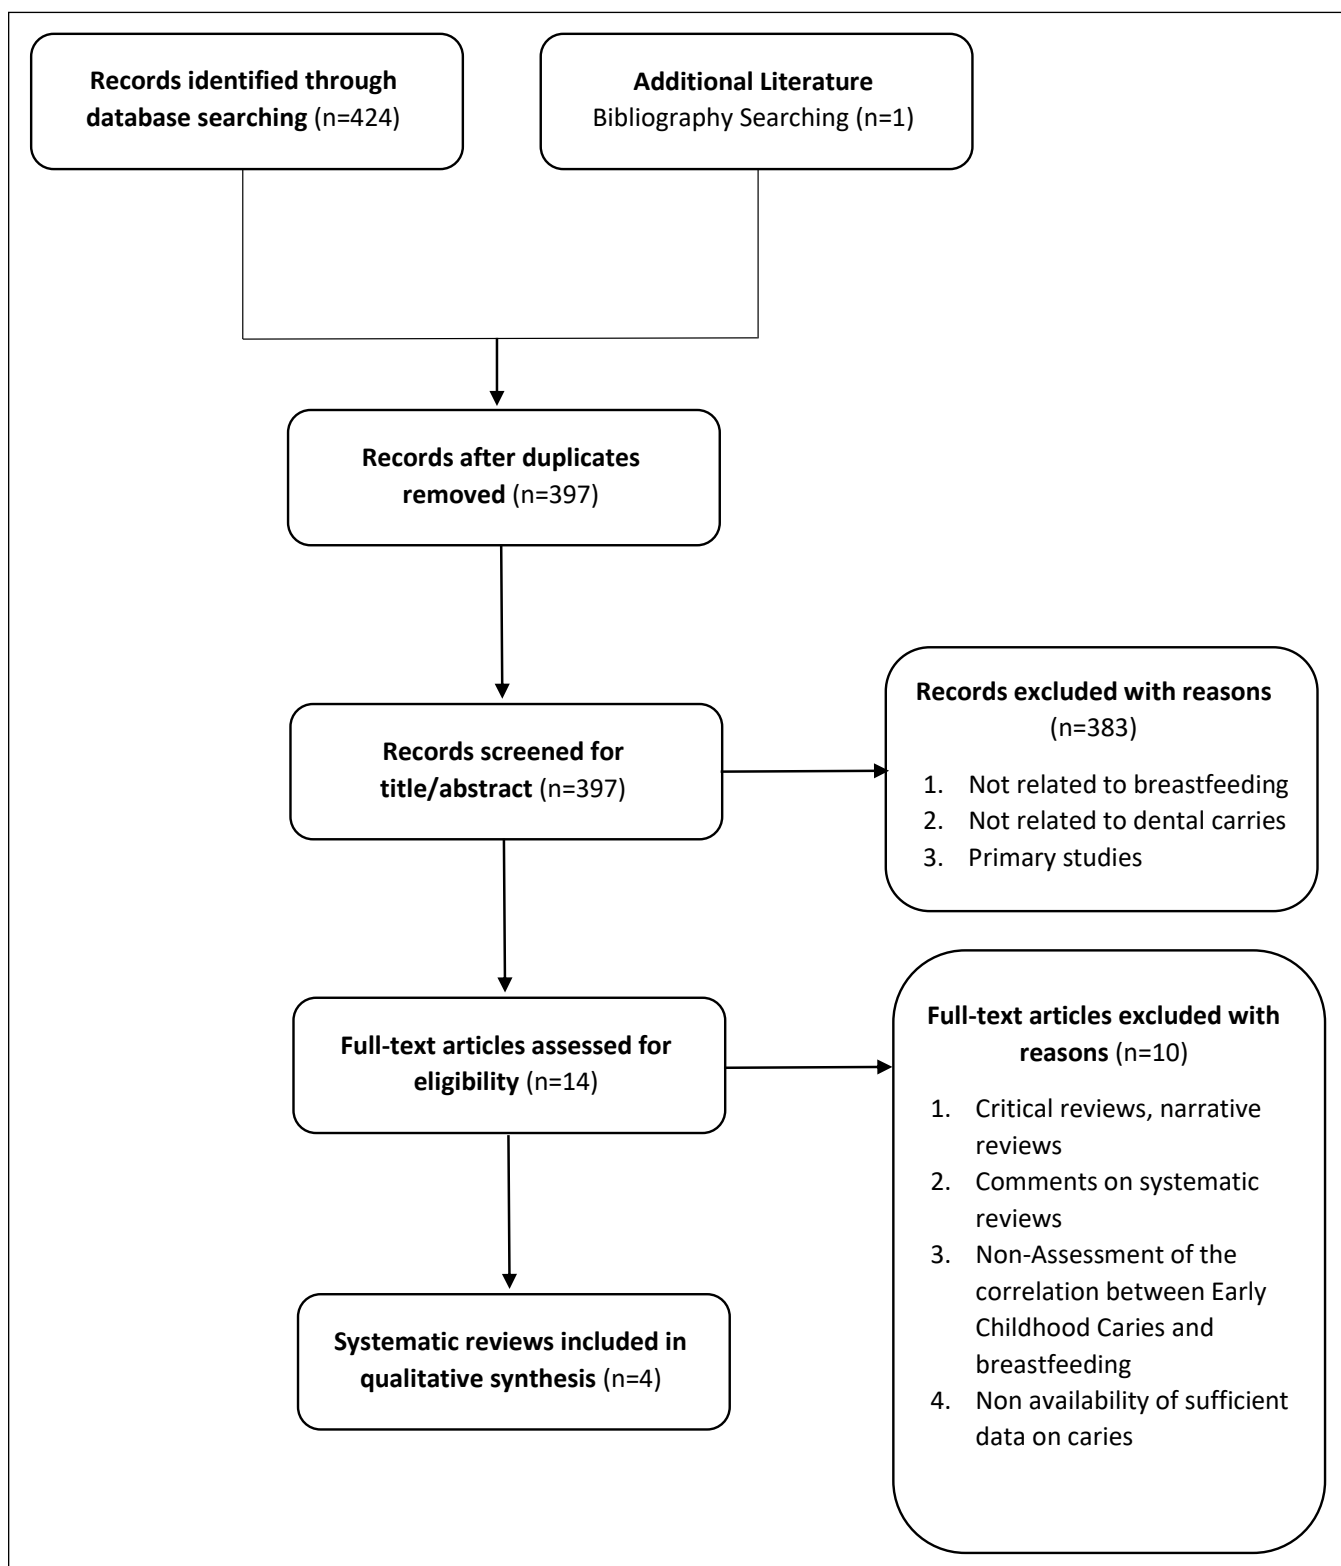 Records identified through
database searching (n=424)
Additional Literature
Bibliography Searching (n=1)
Records after duplicates
removed (n=397)
Records screened for
title/abstract (n=397)
Records excluded with reasons
(n=383)
1. Not related to breastfeeding
2. Not related to dental carries
3. Primary studies
Full-text articles assessed for
eligibility (n=14)
Full-text articles excluded with
reasons (n=10)
1. Critical reviews, narrative
reviews
2. Comments on systematic
reviews
3. Non-Assessment of the
correlation between Early
Childhood Caries and
breastfeeding
4. Non availability of sufficient
data on caries
Systematic reviews included in
qualitative synthesis (n=4)